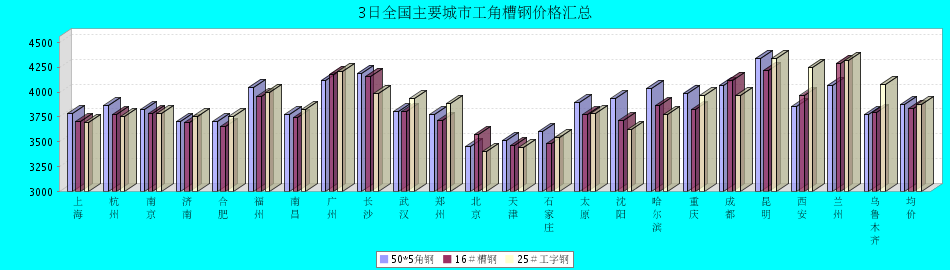 3日全国主要城市工角槽钢价格汇总
4500
4250
4000
3750
3500
3250
3000
上海
杭州
南京
济南
合肥
福州
南昌
广州
长沙
武汉
郑州
北京
天津
石家庄
太原
沈阳
哈尔滨
重庆
成都
昆明
西安
兰州
乌鲁木齐
均价
50*5角钢
16#槽钢
25#工字钢